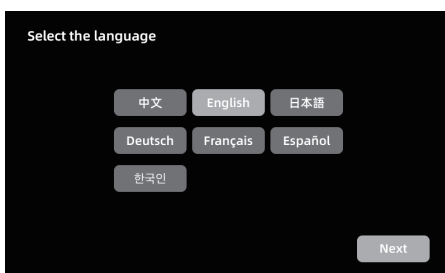 Select the language
中文 English 日本語
Deutsch Français Español
한국인
Next